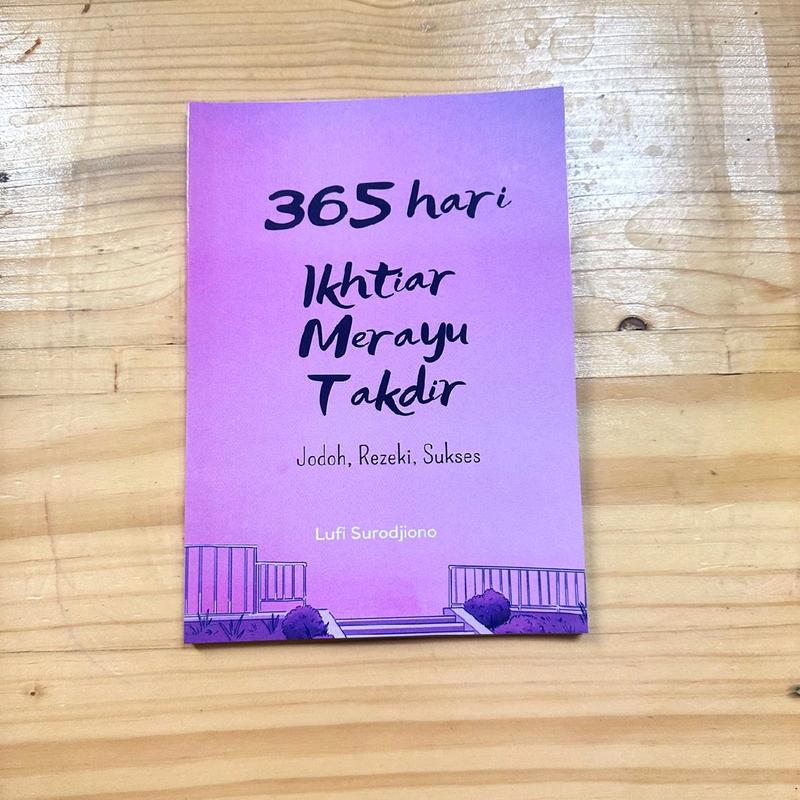 365 hari
Ikhtiar
Merayu
Takdir
Jodoh, Rezeki, Sukses
Lufi Surodjiono